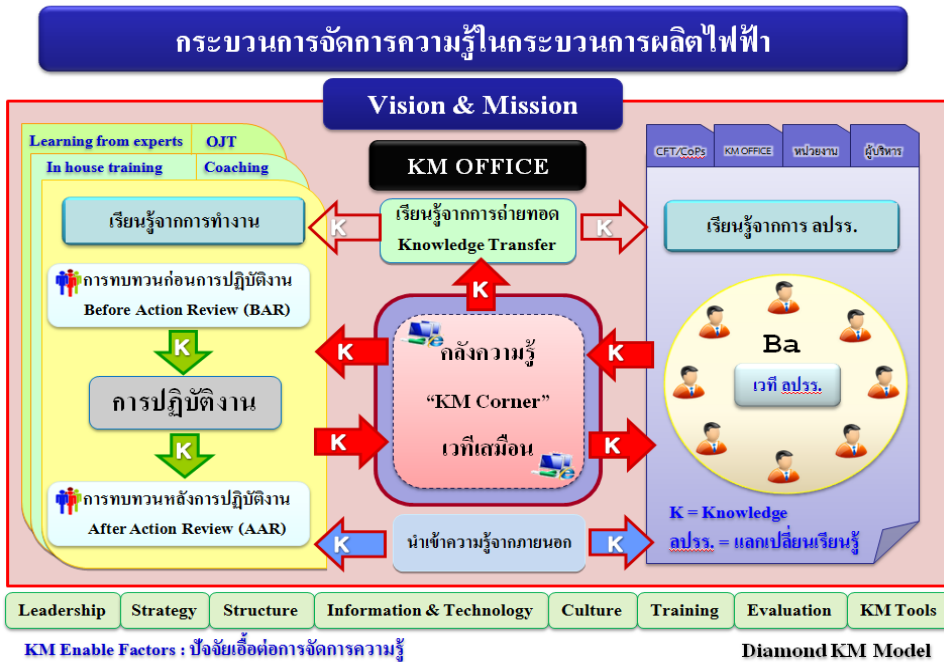 กระบวนการจัดการความรู้ในกระบวนการผลิตไฟฟ้า
Vision & Mission
Learning from experts
OJT
In house training
Coaching
เรียนรู้จากการทำงาน
การทบทวนก่อนการปฏิบัติงาน
Before Action Review (BAR)
K
การปฏิบัติงาน
K
การทบทวนหลังการปฏิบัติงาน
After Action Review (AAR)
KM OFFICE
K
เรียนรู้จากการถ่ายทอด
Knowledge Transfer
K
K
K
คลังความรู้
K
“KM Corner”
K
เวทีเสมือน
K
K
นำเข้าความรู้จากภายนอก
K
CFT/CoPs
KM OFFICE
หน่วยงาน
ผู้บริหาร
เรียนรู้จากการ ลปรร.
Ba
เวที ลปรร.
K = Knowledge
ลปรร. = แลกเปลี่ยนเรียนรู้
Leadership
Strategy
Structure
Information & Technology
Culture
Training
Evaluation
KM Tools
KM Enable Factors : ปัจจัยเอื้อต่อการจัดการความรู้
Diamond KM Model